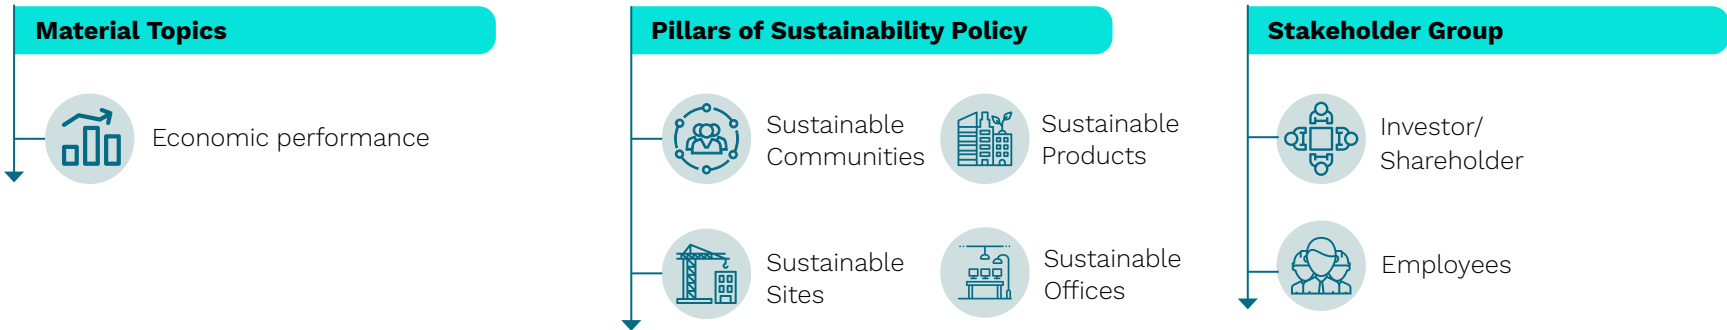 Material Topics
Economic performance
Pillars of Sustainability Policy
Sustainable
Communities
Sustainable
Products
Sustainable
Sites
Sustainable
Offices
Stakeholder Group
Investor/
Shareholder
Employees